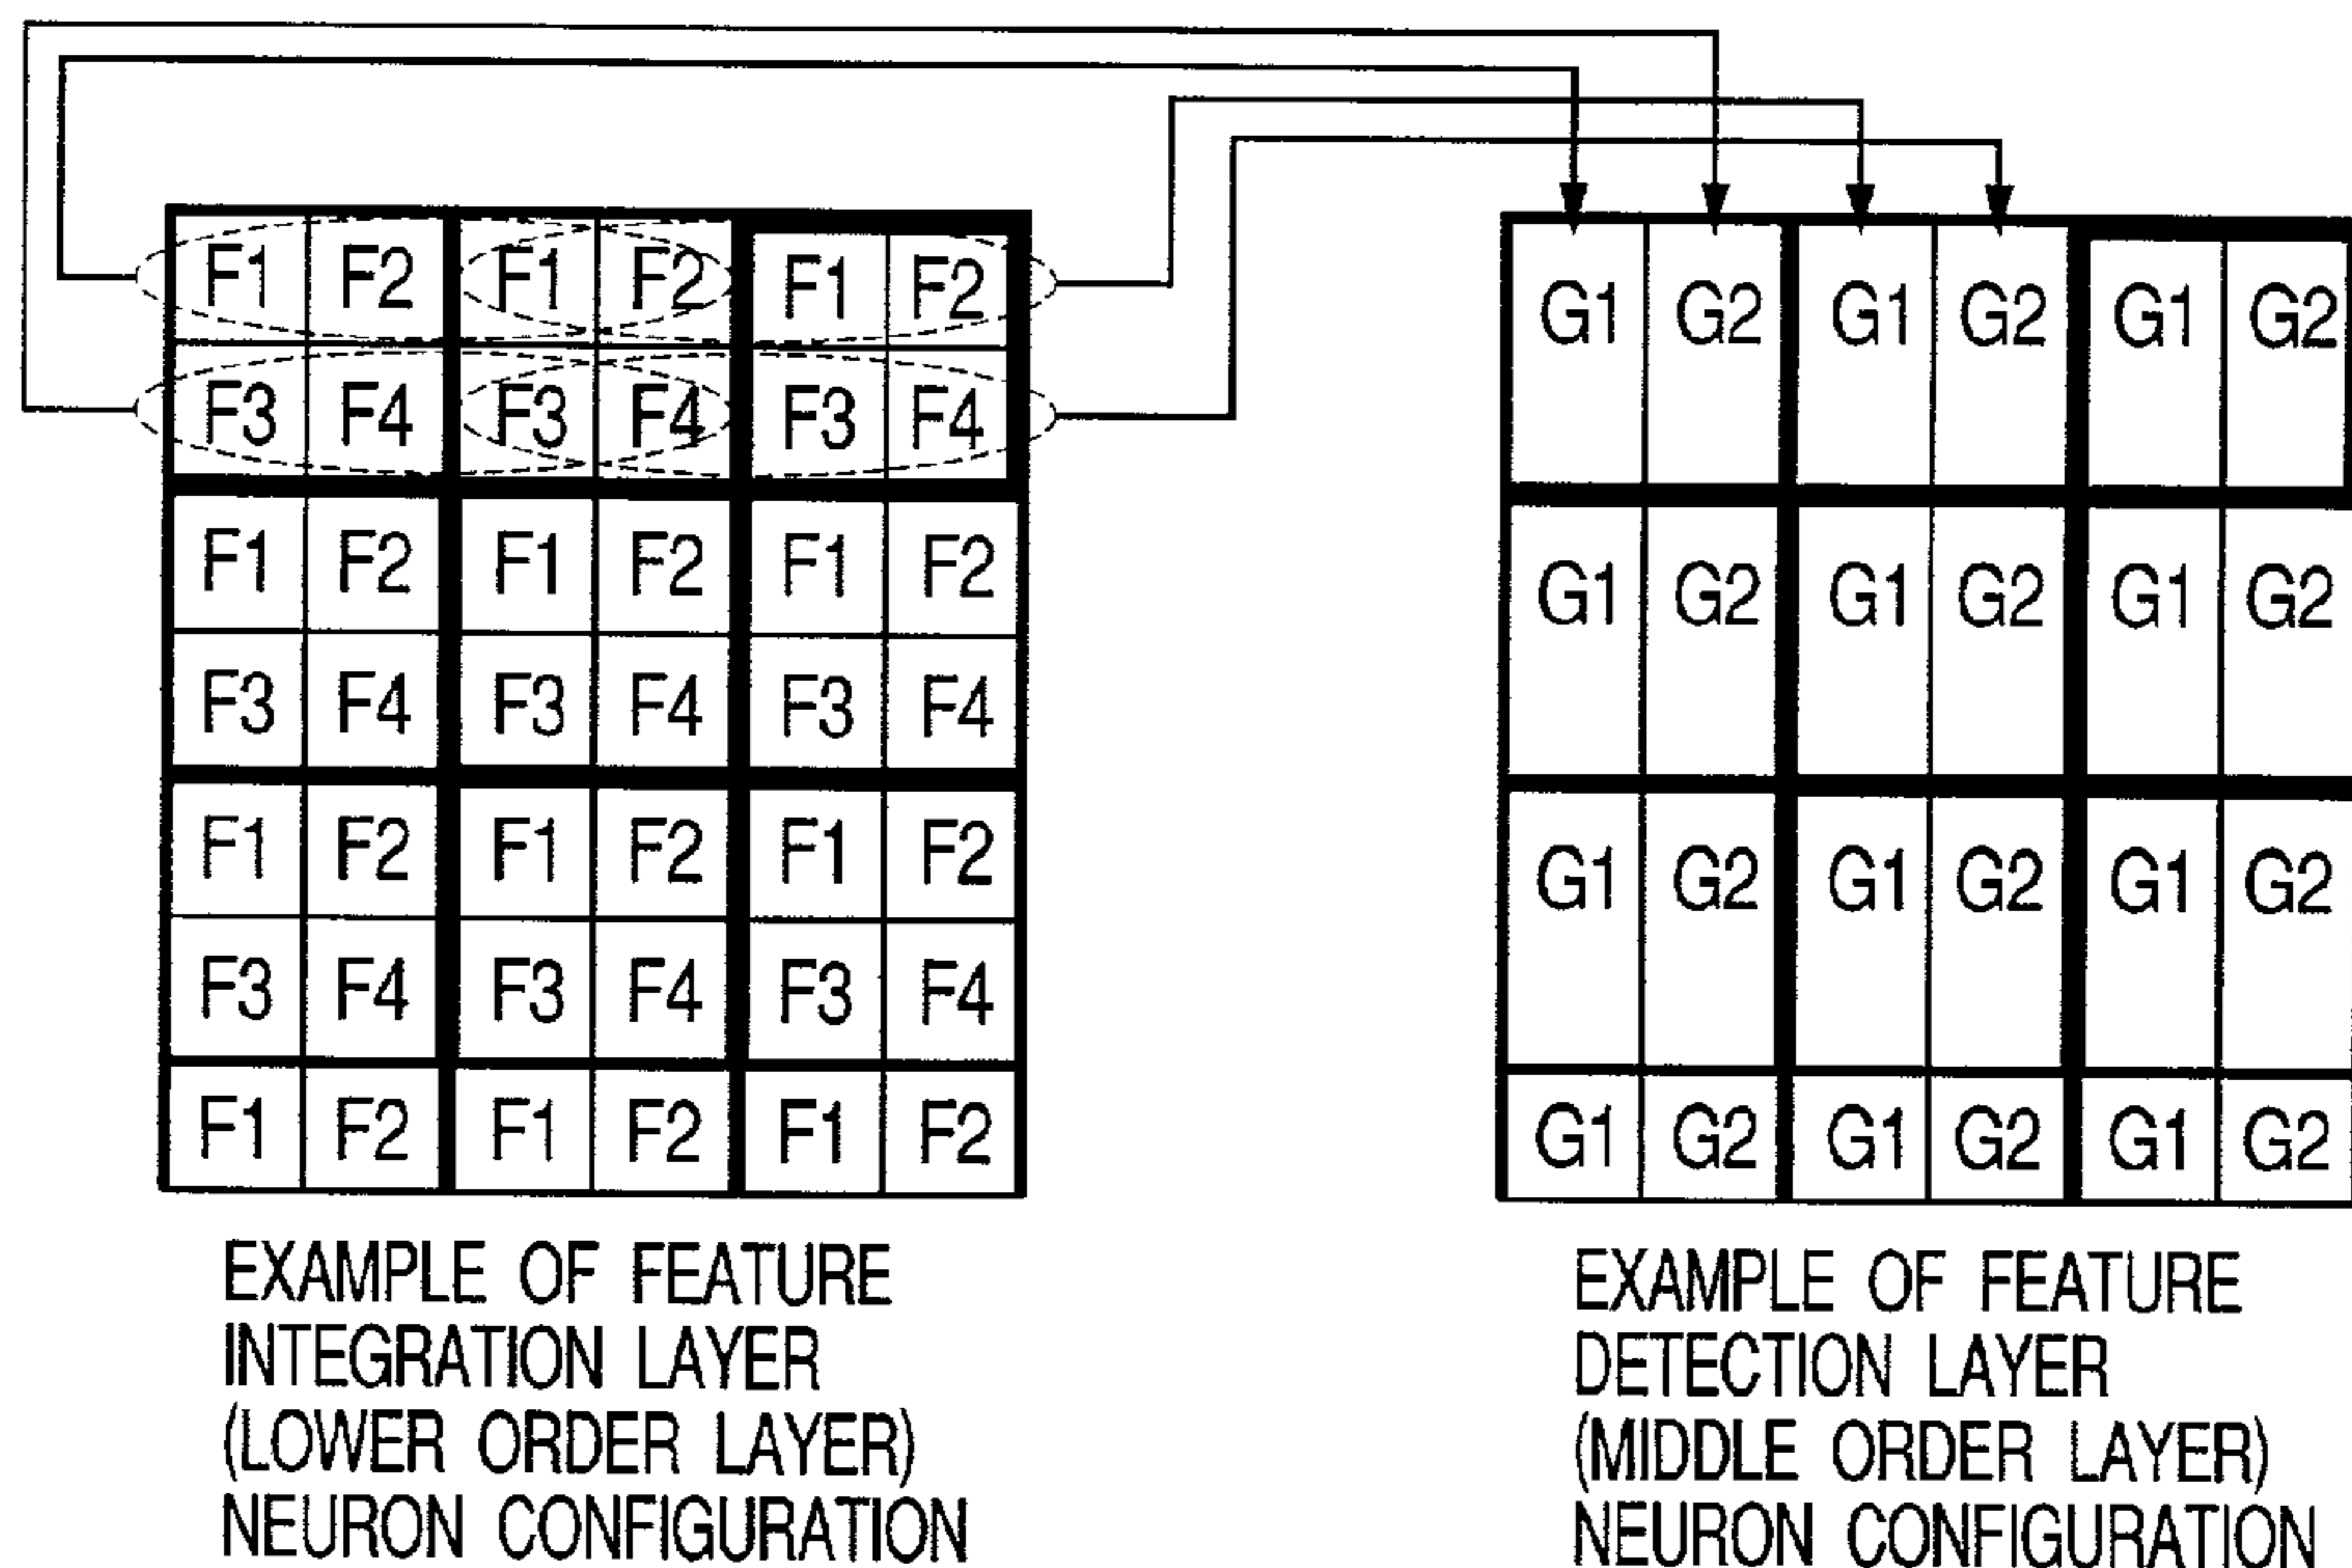 F1 F2 F1 F2 F1 F2
F3 F4 F3 F4 F3 F4
F1 F2 F1 F2 F1 F2
F3 F4 F3 F4 F3 F4
F1 F2 F1 F2 F1 F2
F3 F4 F3 F4 F3 F4
F1 F2 F1 F2 F1 F2
EXAMPLE OF FEATURE
INTEGRATION LAYER
(LOWER ORDER LAYER)
NEURON CONFIGURATION
G1 G2 G1 G2 G1 G2
G1 G2 G1 G2 G1 G2
G1 G2 G1 G2 G1 G2
G1 G2 G1 G2 G1 G2
EXAMPLE OF FEATURE
DETECTION LAYER
(MIDDLE ORDER LAYER)
NEURON CONFIGURATION